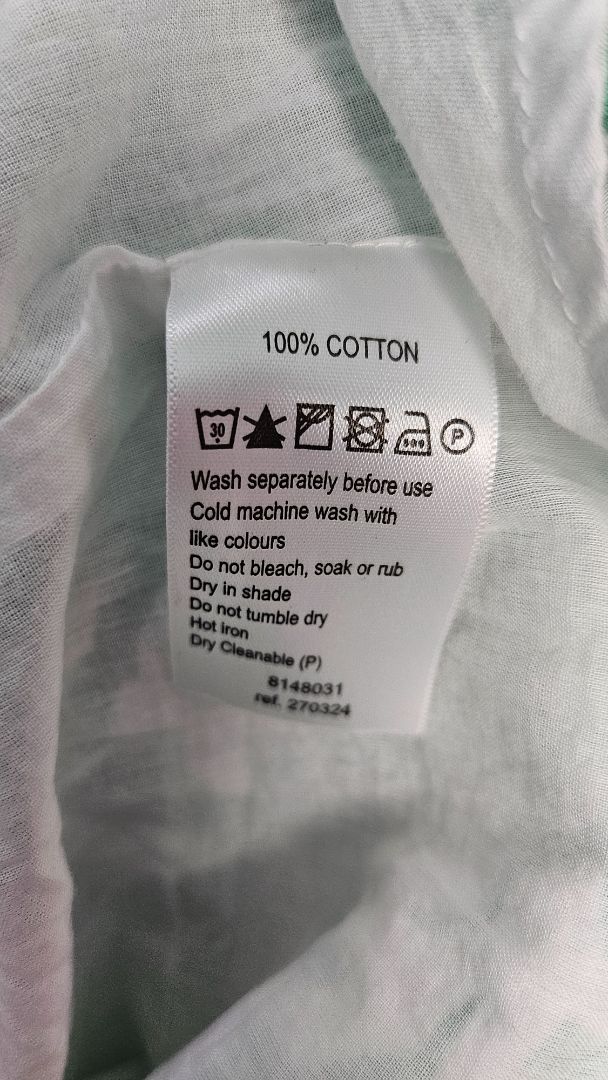 100% COTTON
30 P
Wash separately before use
Cold machine wash with
like colours
Do not bleach, soak or rub
Dry in shade
Do not tumble dry
Hot iron
Dry Cleanable (P)
8148031
ref. 270324